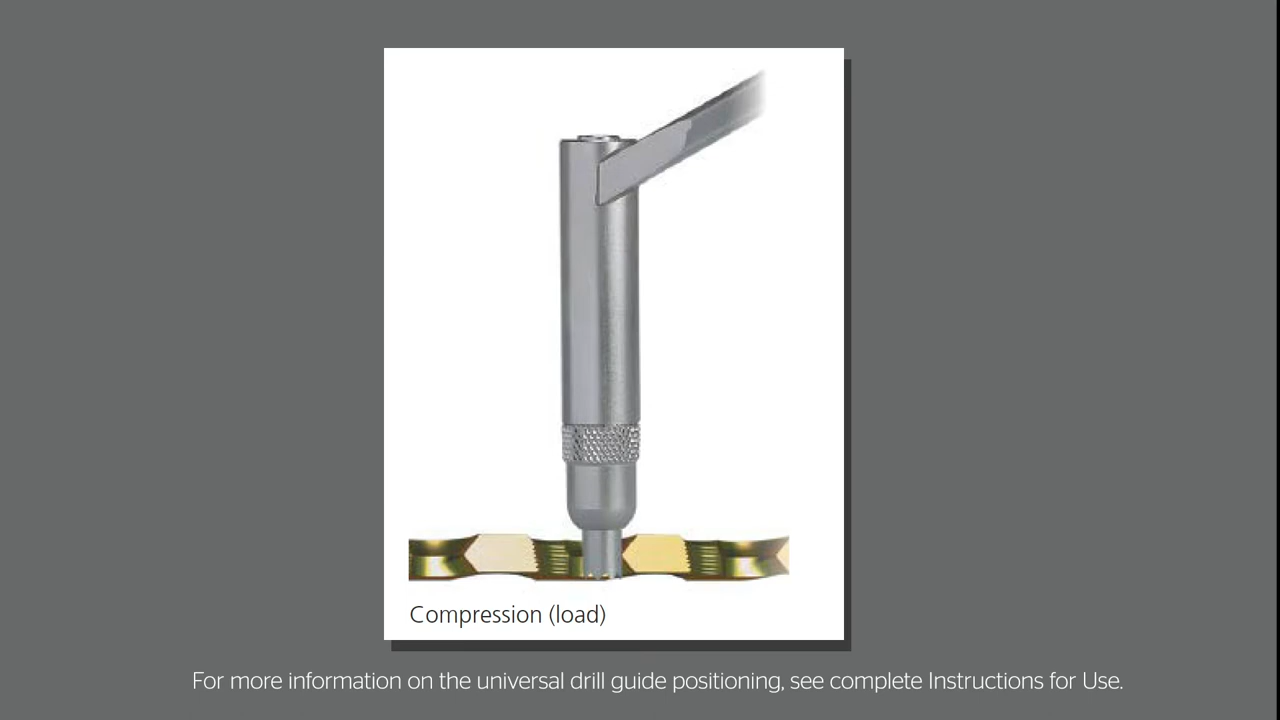 Compression (load)
For more information on the universal drill guide positioning, see complete Instructions for Use.